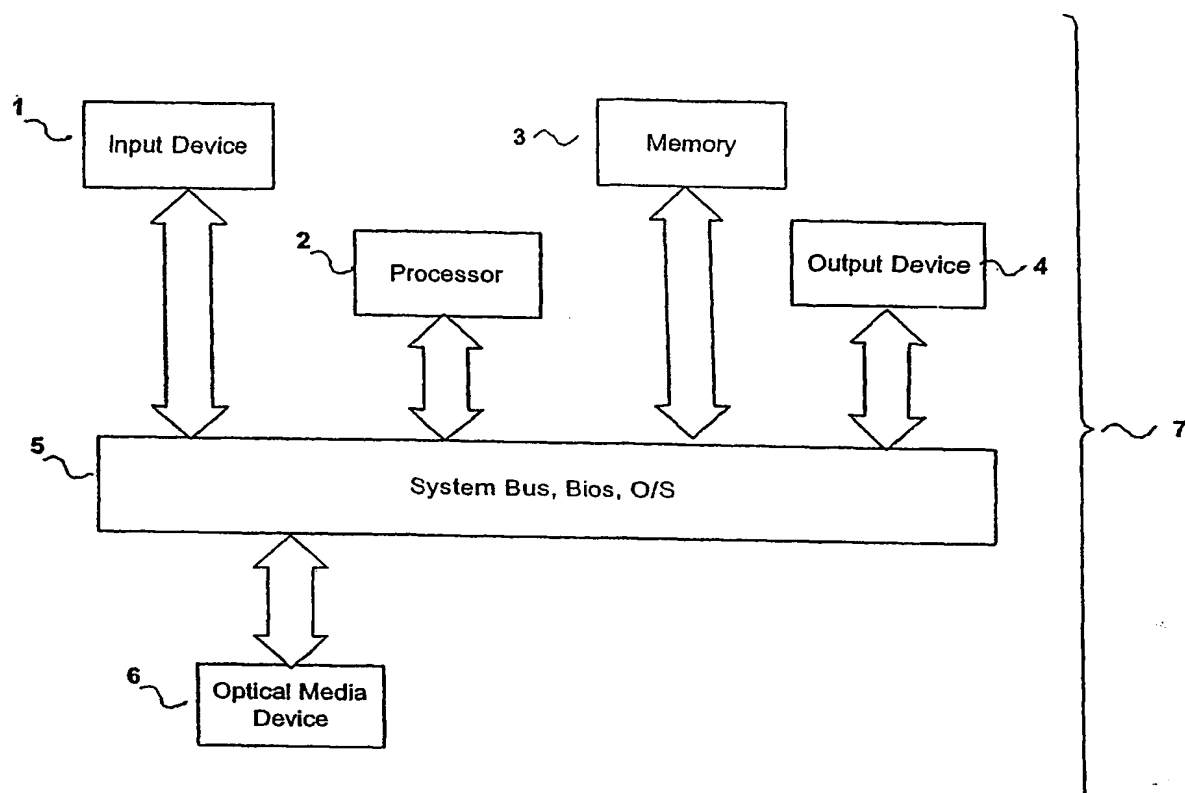 1
Input Device
3
Memory
2
Processor
Output Device
4
5
System Bus, Bios, O/S
7
6
Optical Media
Device